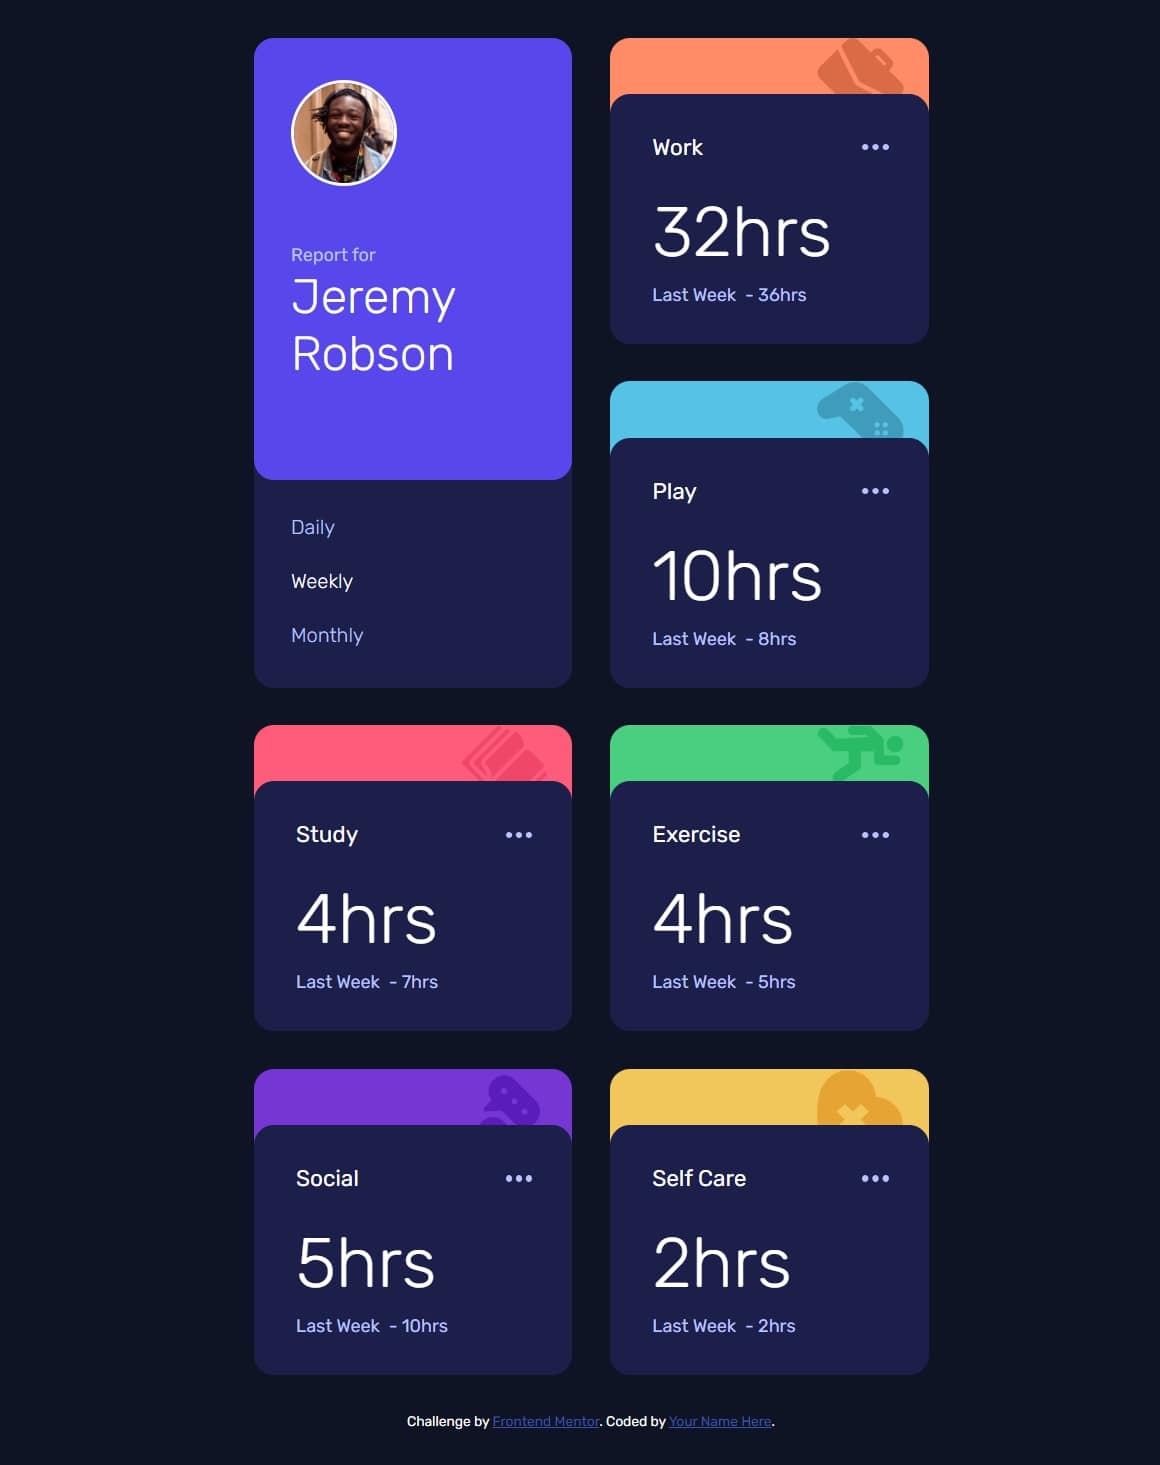 Report for
Jeremy
Robson
Daily
Weekly
Monthly
Work
32hrs
Last Week - 36hrs
Play
10hrs
Last Week - 8hrs
Study
4hrs
Last Week - 7hrs
Exercise
4hrs
Last Week - 5hrs
Social
5hrs
Last Week - 10hrs
Self Care
2hrs
Last Week - 2hrs
Challenge by Frontend Mentor. Coded by Your Name Here.